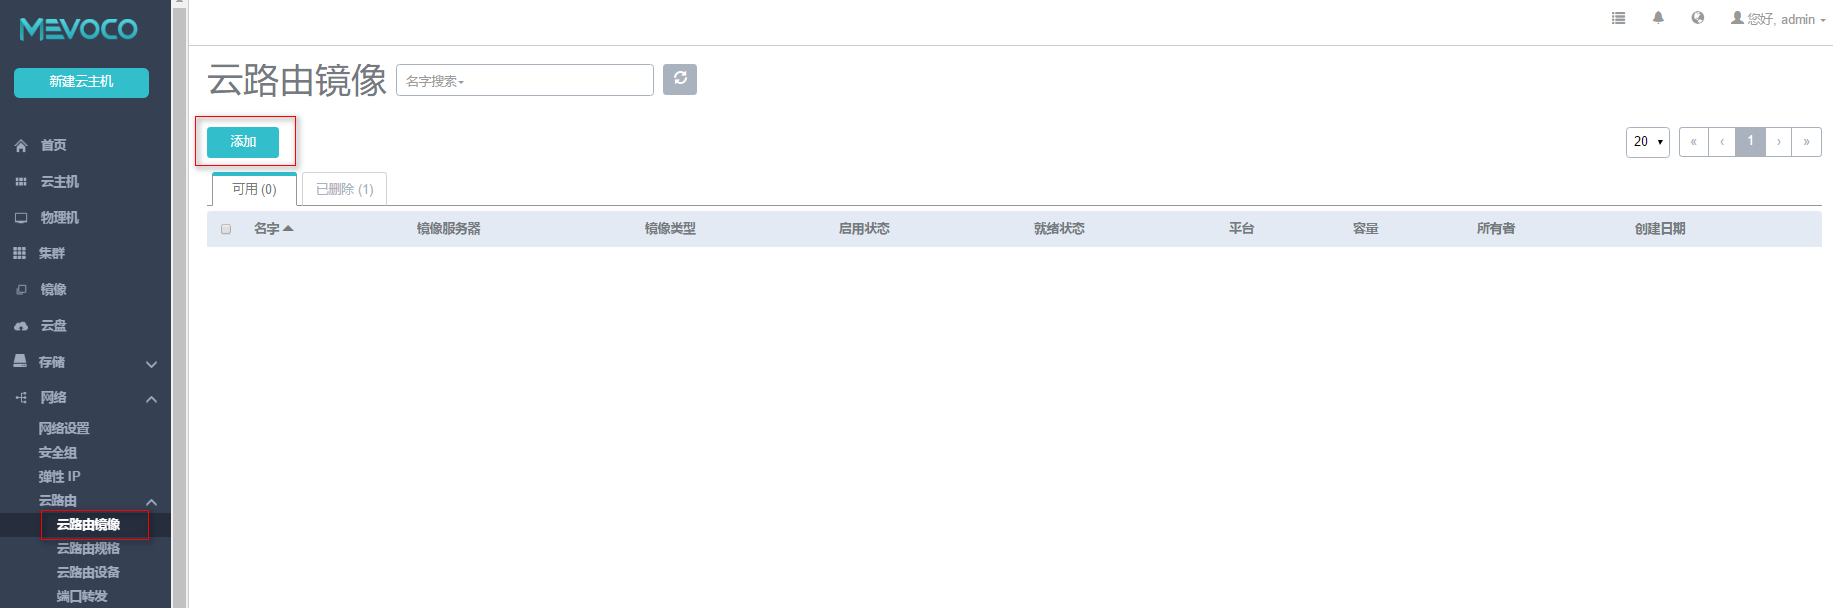 MEVOCO
新建云主机
首页
云主机
物理机
集群
镜像
云盘
存储
网络
网络设置
安全组
弹性 IP
云路由
云路由镜像
云路由规格
云路由设备
端口转发
您好, admin
云路由镜像
名字搜索
添加
20 « ‹ 1 › »
可用 (0) 已删除 (1)
名字 镜像服务器 镜像类型 启用状态 就绪状态 平台 容量 所有者 创建日期